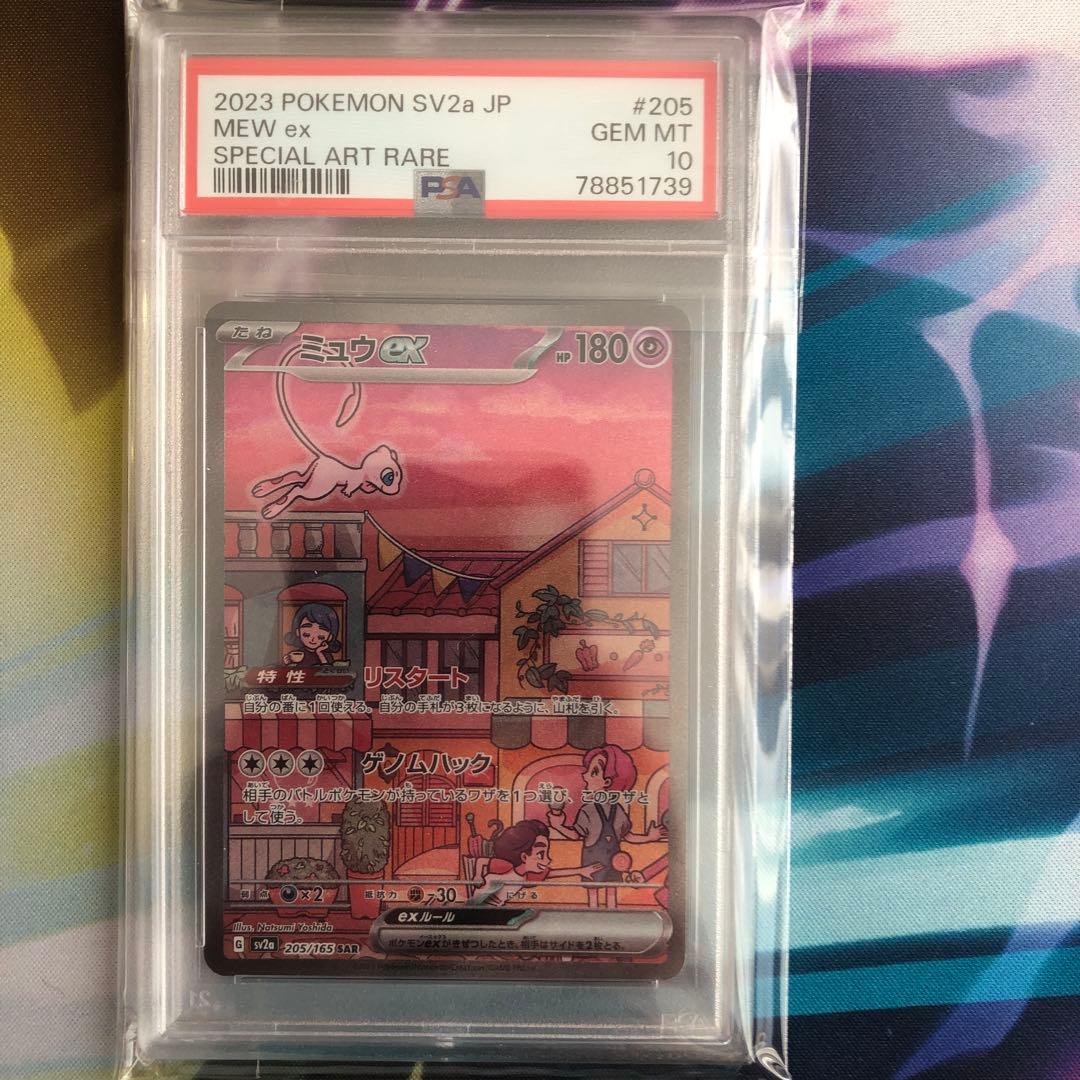 2023 POKEMON SV2a JP #205
MEW ex GEM MT
SPECIAL ART RARE 10
PSA 78851739
たね ミュウex HP 180
特性 リスタート
自分の番に1回使える。自分の手札が3枚になるように、山札を引く。
ゲノムハック
相手のバトルポケモンが持っているワザを1つ選び、このワザと
して使う。
弱点 ×2 抵抗力 -30 にげる
exルール
ポケモンexがきぜつしたとき、相手はサイドを2枚とる。
Illus. Natsumi Yoshida
G sv2a 205/165 SAR